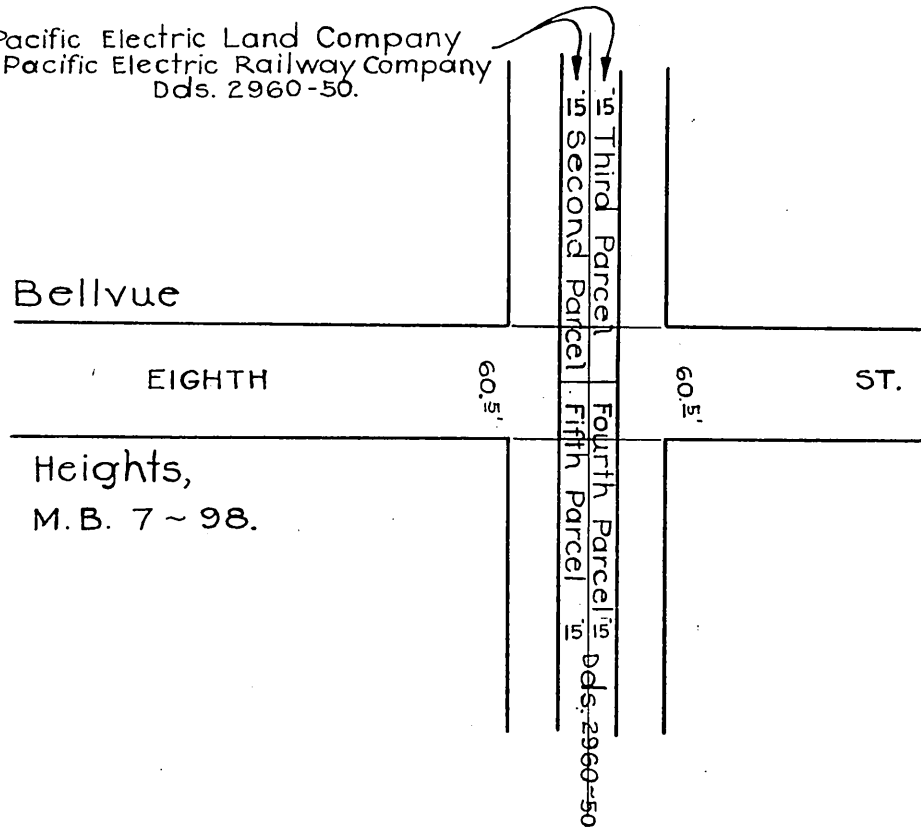 Pacific Electric Land Company
Pacific Electric Railway Company
Dds. 2960-50.
15'
15'
Second Parcel
Third Parcel
Bellvue
EIGHTH
60.5'
60.5'
ST.
Heights,
M.B. 7 ~ 98.
Fifth Parcel
Fourth Parcel
15'
15'
Dds. 2960-50